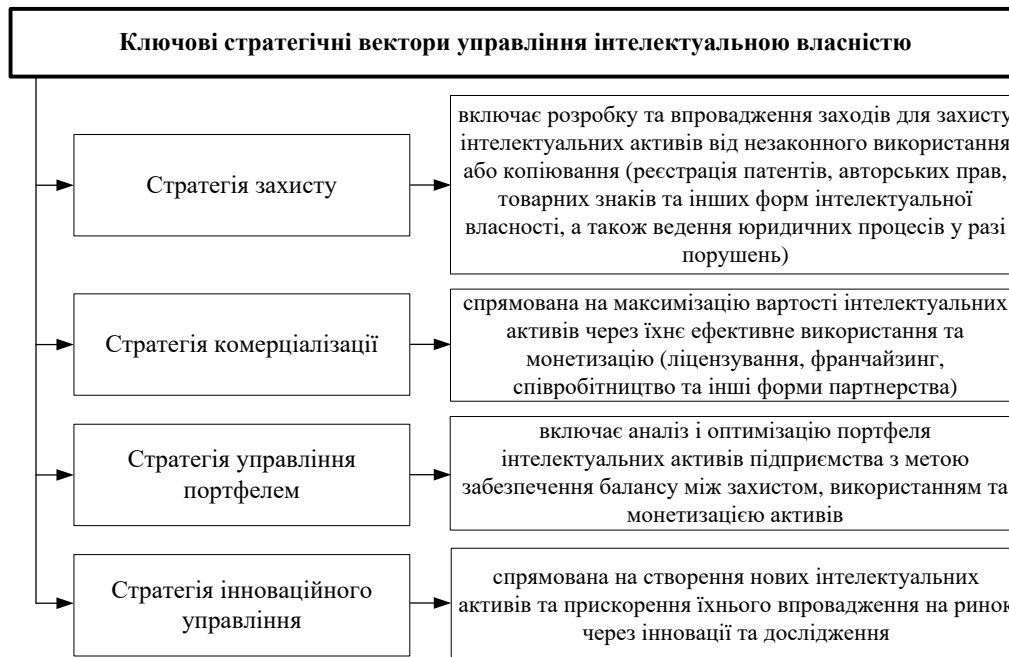 Ключові стратегічні вектори управління інтелектуальною власністю
Стратегія захисту
включає розробку та впровадження заходів для захисту
інтелектуальних активів від незаконного використання
або копіювання (реєстрація патентів, авторських прав,
товарних знаків та інших форм інтелектуальної
власності, а також ведення юридичних процесів у разі
порушень)
Стратегія комерціалізації
спрямована на максимізацію вартості інтелектуальних
активів через їхнє ефективне використання та
монетизацію (ліцензування, франчайзинг,
співробітництво та інші форми партнерства)
Стратегія управління
портфелем
включає аналіз і оптимізацію портфеля
інтелектуальних активів підприємства з метою
забезпечення балансу між захистом, використанням та
монетизацією активів
Стратегія інноваційного
управління
спрямована на створення нових інтелектуальних
активів та прискорення їхнього впровадження на ринок
через інновації та дослідження